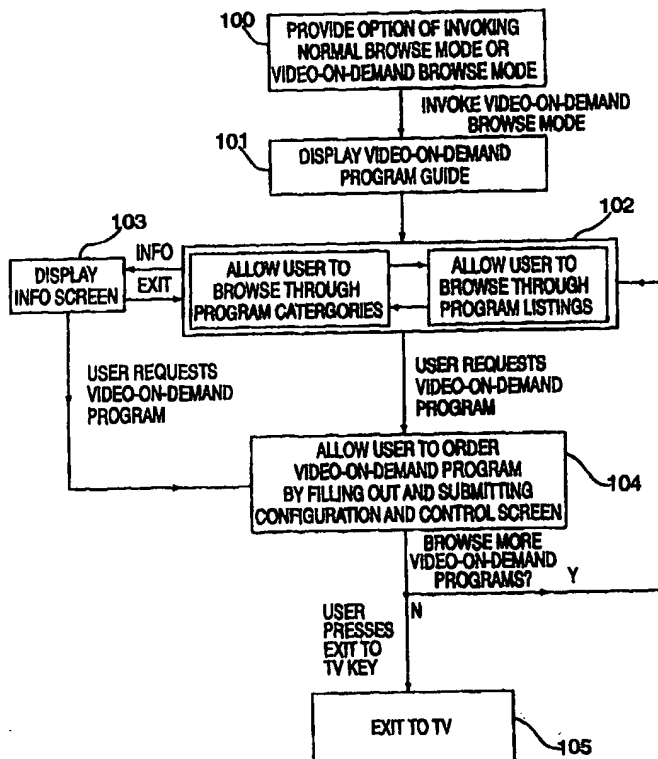 100
PROVIDE OPTION OF INVOKING
NORMAL BROWSE MODE OR
VIDEO-ON-DEMAND BROWSE MODE
INVOKE VIDEO-ON-DEMAND
BROWSE MODE
101
DISPLAY VIDEO-ON-DEMAND
PROGRAM GUIDE
102
103
DISPLAY
INFO SCREEN
INFO
EXIT
ALLOW USER TO
BROWSE THROUGH
PROGRAM CATERGORIES
ALLOW USER TO
BROWSE THROUGH
PROGRAM LISTINGS
USER REQUESTS
VIDEO-ON-DEMAND
PROGRAM
USER REQUESTS
VIDEO-ON-DEMAND
PROGRAM
ALLOW USER TO ORDER
VIDEO-ON-DEMAND PROGRAM
BY FILLING OUT AND SUBMITTING
CONFIGURATION AND CONTROL SCREEN
104
BROWSE MORE
VIDEO-ON-DEMAND
PROGRAMS?
Y
N
USER
PRESSES
EXIT TO
TV KEY
EXIT TO TV
105